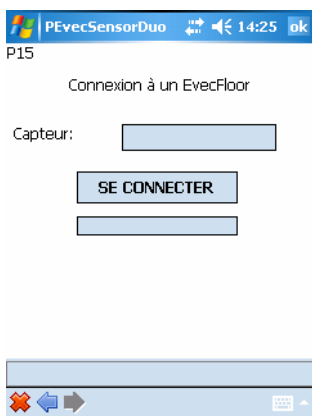 PEvecSensorDuo 14:25 ok
P15
Connexion à un EvecFloor
Capteur:
SE CONNECTER